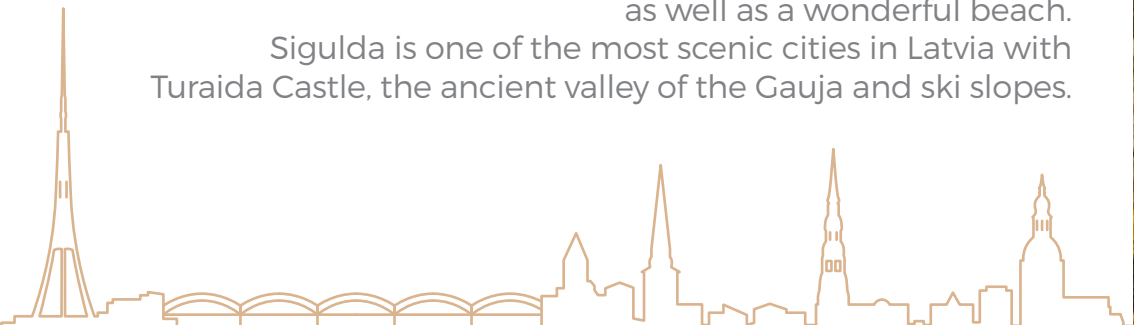 as well as a wonderful beach.
Sigulda is one of the most scenic cities in Latvia with
Turaida Castle, the ancient valley of the Gauja and ski slopes.